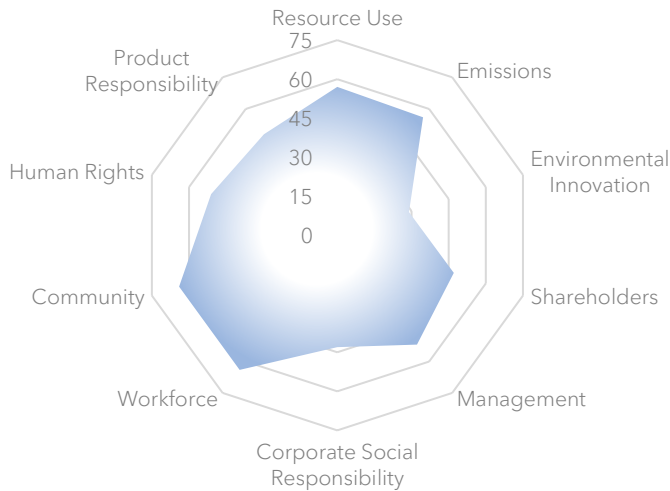 Resource Use
75
60
45
30
15
0
Emissions
Environmental
Innovation
Shareholders
Management
Corporate Social
Responsibility
Workforce
Community
Human Rights
Product
Responsibility